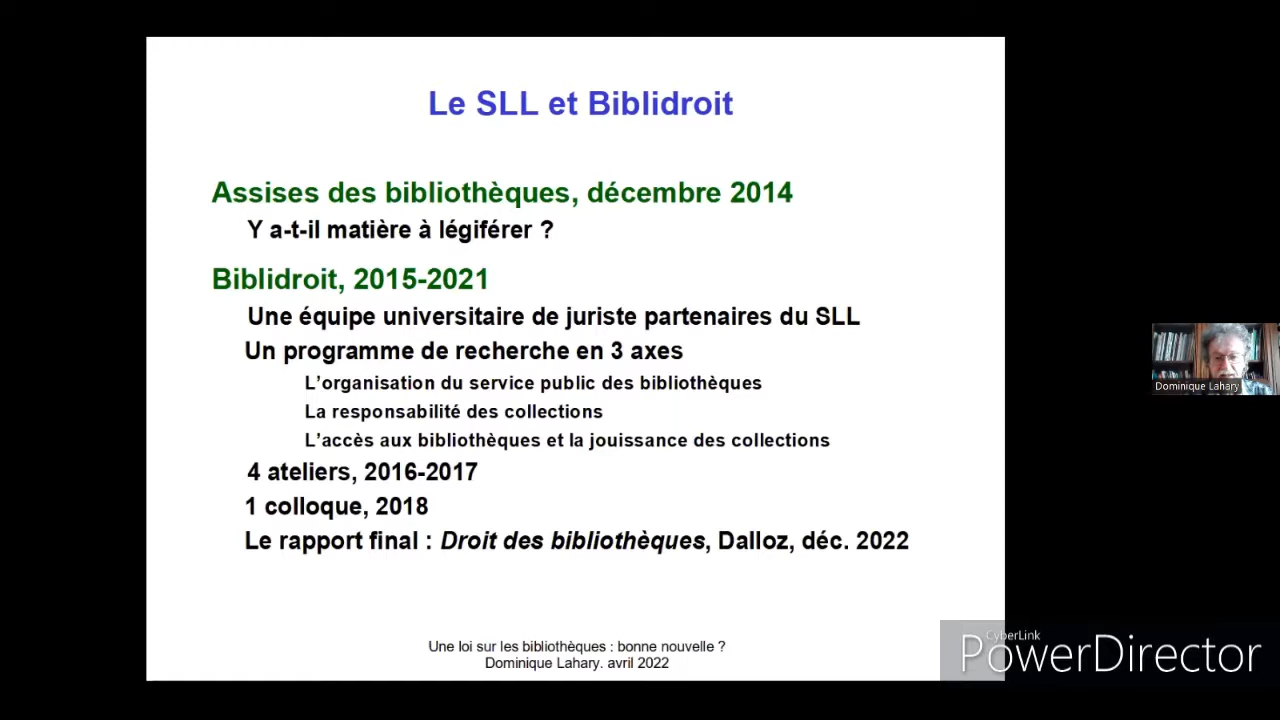 Le SLL et Biblidroit
Assises des bibliothèques, décembre 2014
Y a-t-il matière à légiférer ?
Biblidroit, 2015-2021
Une équipe universitaire de juriste partenaires du SLL
Un programme de recherche en 3 axes
L’organisation du service public des bibliothèques
La responsabilité des collections
L’accès aux bibliothèques et la jouissance des collections
4 ateliers, 2016-2017
1 colloque, 2018
Le rapport final : Droit des bibliothèques, Dalloz, déc. 2022
Une loi sur les bibliothèques : bonne nouvelle ?
Dominique Lahary. avril 2022
Dominique Lahary
CyberLink
PowerDirector